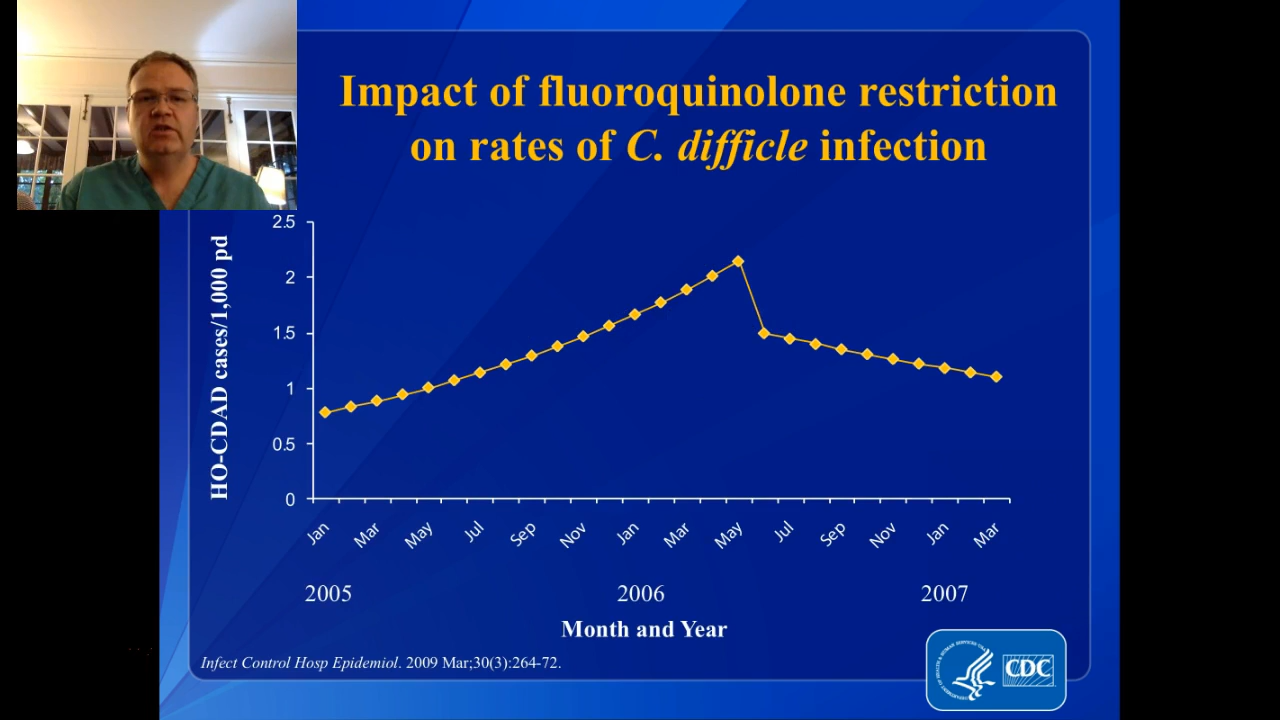 Impact of fluoroquinolone restriction
on rates of C. difficle infection
HO-CDAD cases/1,000 pd
2.5
2
1.5
1
0.5
0
Jan Mar May Jul Sep Nov Jan Mar May Jul Sep Nov Jan Mar
2005 2006 2007
Month and Year
Infect Control Hosp Epidemiol. 2009 Mar;30(3):264-72.
CDC